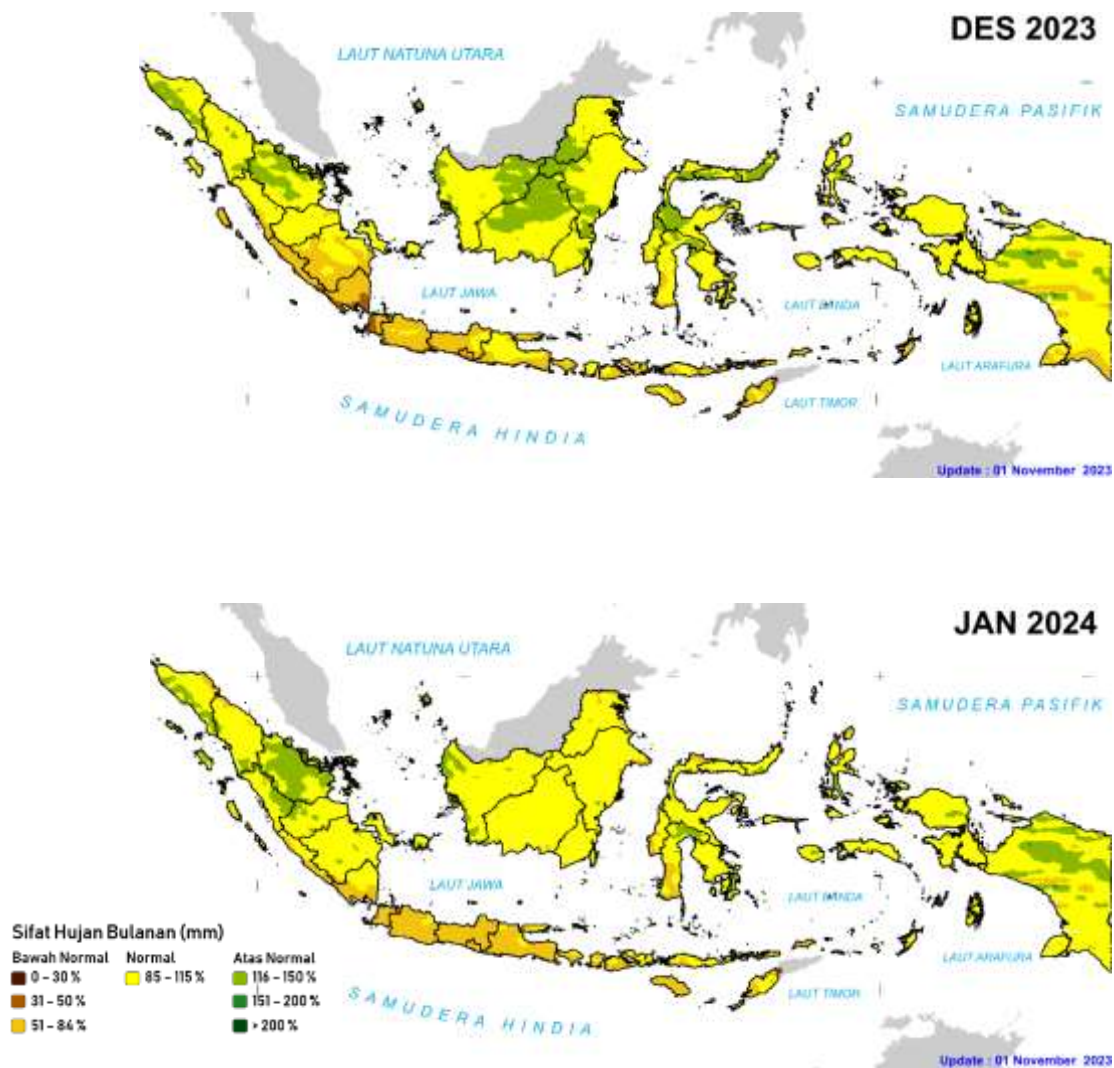 DES 2023
LAUT NATUNA UTARA
SAMUDERA PASIFIK
LAUT JAWA
LAUT BANDA
LAUT ARAFURA
LAUT TIMOR
SAMUDERA HINDIA
Update : 01 November 2023
JAN 2024
LAUT NATUNA UTARA
SAMUDERA PASIFIK
LAUT JAWA
LAUT BANDA
LAUT ARAFURA
LAUT TIMOR
SAMUDERA HINDIA
Update : 01 November 2023
Sifat Hujan Bulanan (mm)
Bawah Normal Normal Atas Normal
0 – 30 % 85 – 115 % 116 – 150 %
31 – 50 % 151 – 200 %
51 – 84 % > 200 %